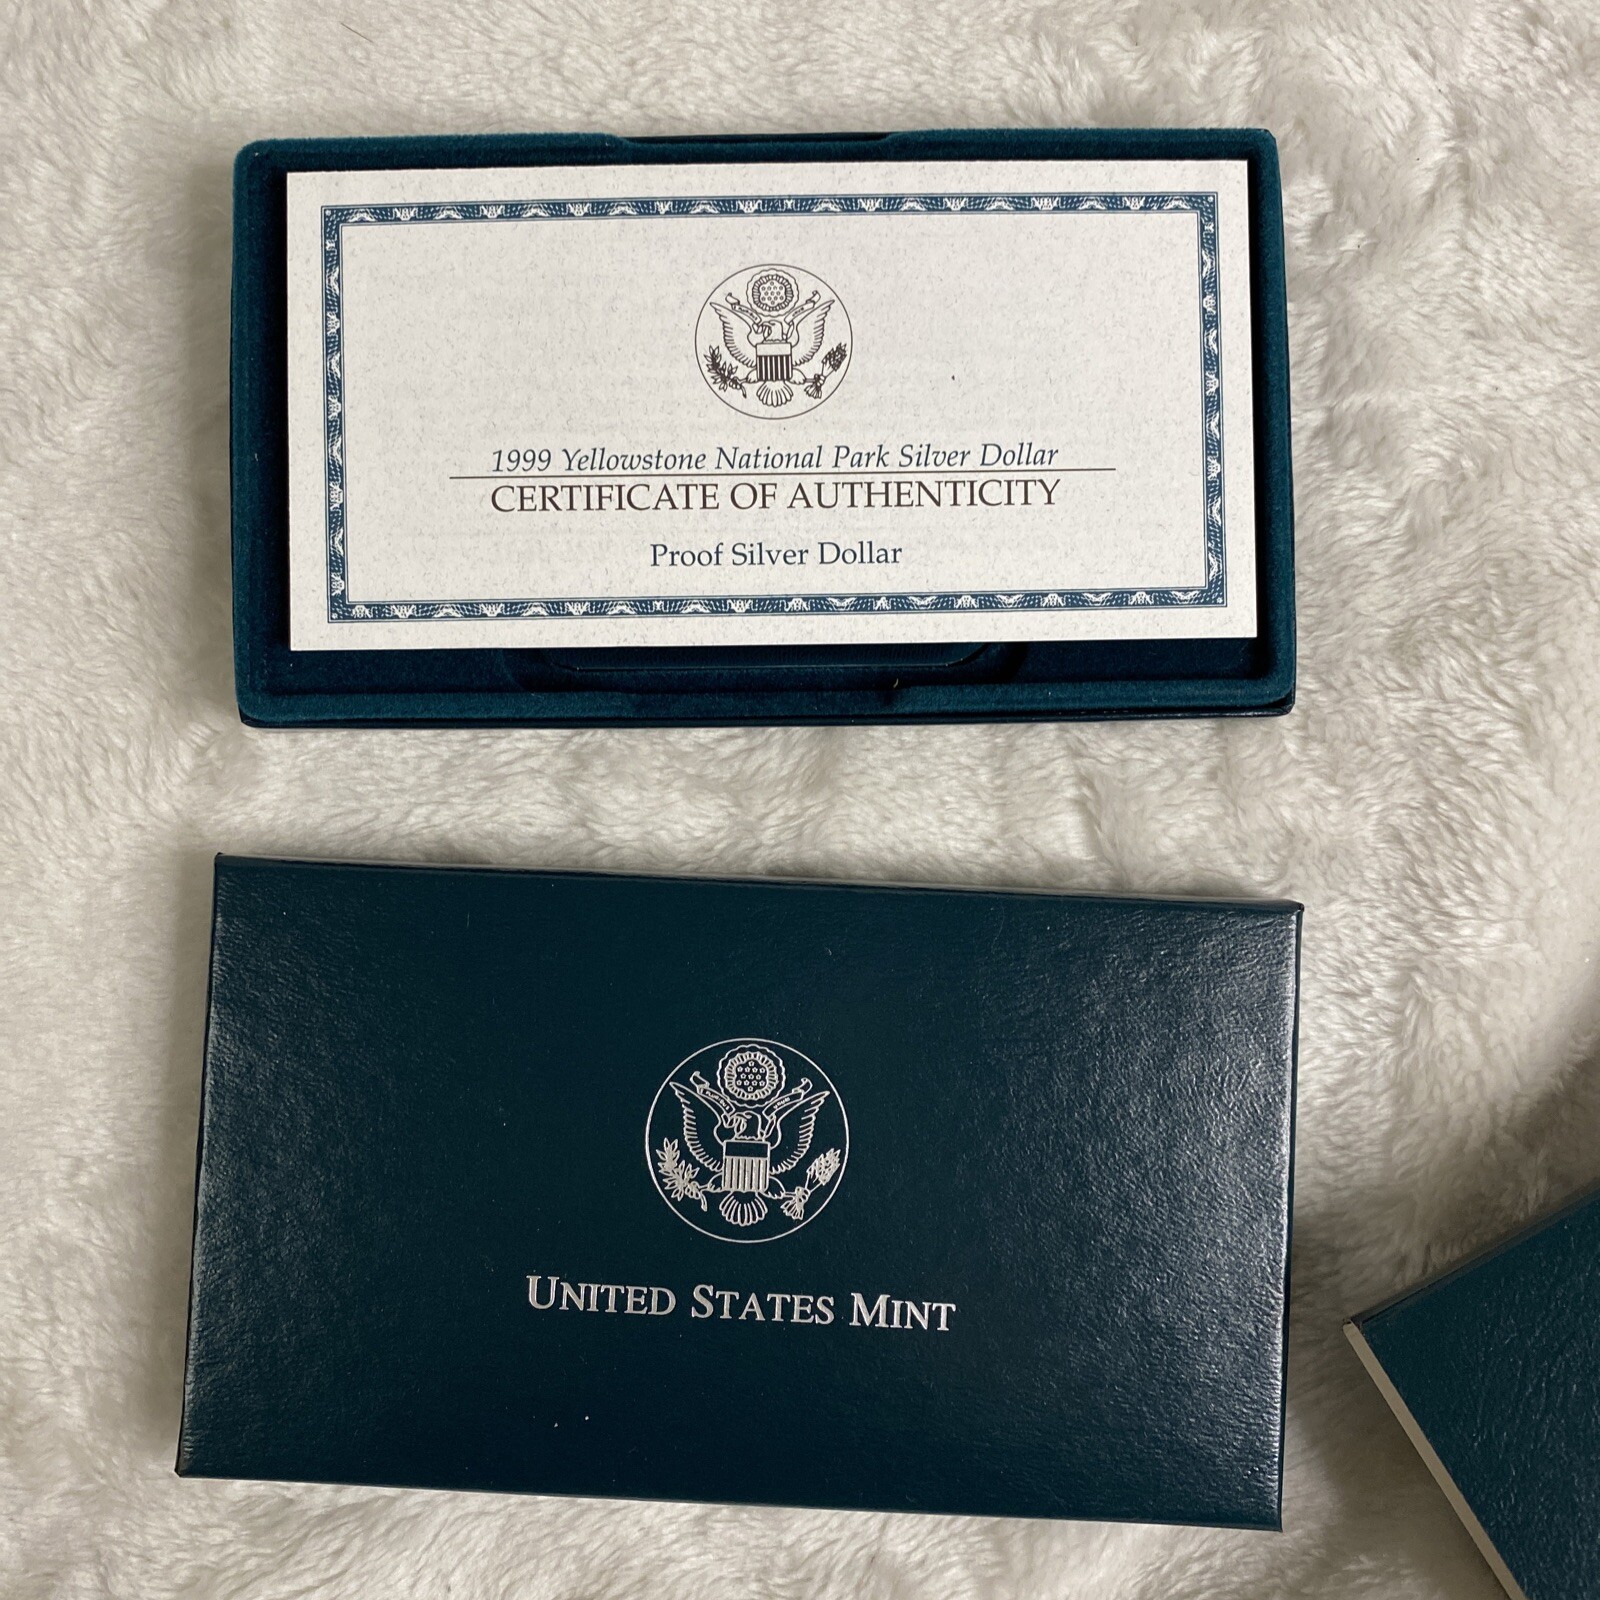 1999 Yellowstone National Park Silver Dollar
CERTIFICATE OF AUTHENTICITY
Proof Silver Dollar
UNITED STATES MINT